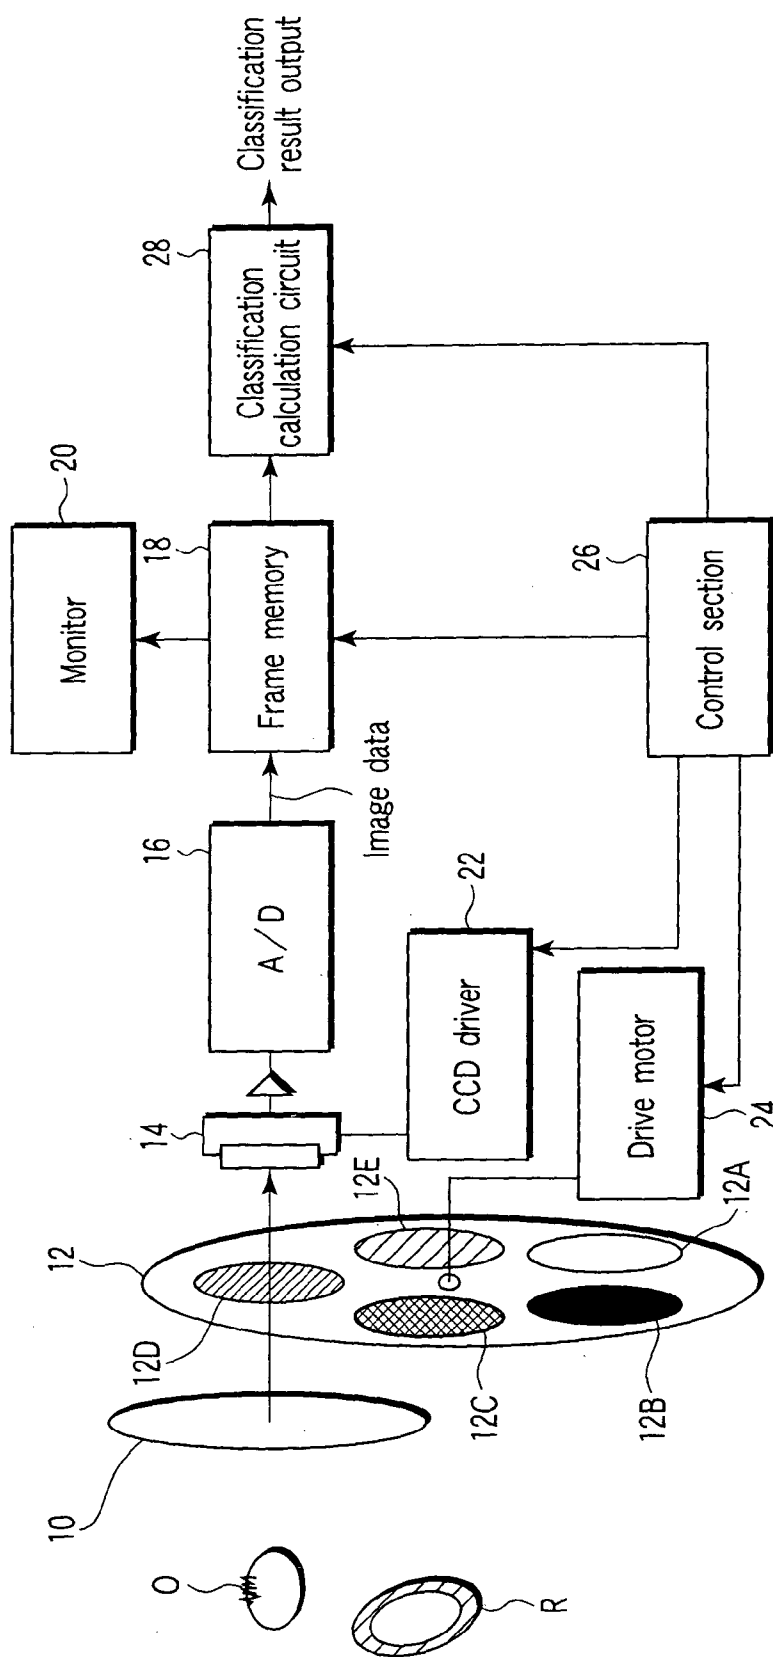 O
R
10
12
12A
12B
12C
12D
12E
14
A/D
16
Image data
Frame memory
18
Monitor
20
Classification
calculation circuit
28
Classification
result output
CCD driver
22
Drive motor
24
Control section
26